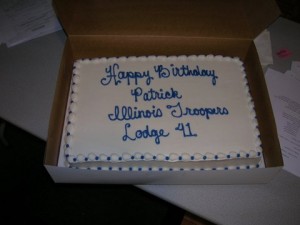 Happy Birthday
Patrick
Illinois Troopers
Lodge 41